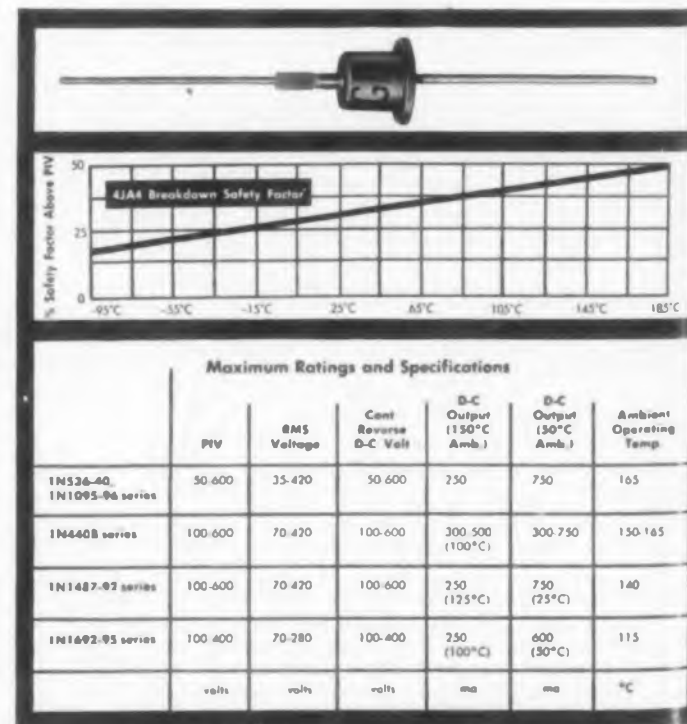 G
% Safety Factor Above PIV
50
25
0
4JA4 Breakdown Safety Factor
-95°C -55°C -15°C 25°C 65°C 105°C 145°C 185°C
Maximum Ratings and Specifications
PIV
RMS
Voltage
Cont
Reverse
D-C Volt
D-C
Output
(150°C
Amb.)
D-C
Output
(50°C
Amb.)
Ambient
Operating
Temp
1N536-40,
1N1095-96 series
50-600 35-420 50-600 250 750 165
1N440B series 100-600 70-420 100-600 300-500
(100°C)
300-750 150-165
1N1487-92 series 100-600 70-420 100-600 250
(125°C)
750
(25°C)
140
1N1692-95 series 100-400 70-280 100-400 250
(100°C)
600
(50°C)
115
volts volts volts ma ma °C